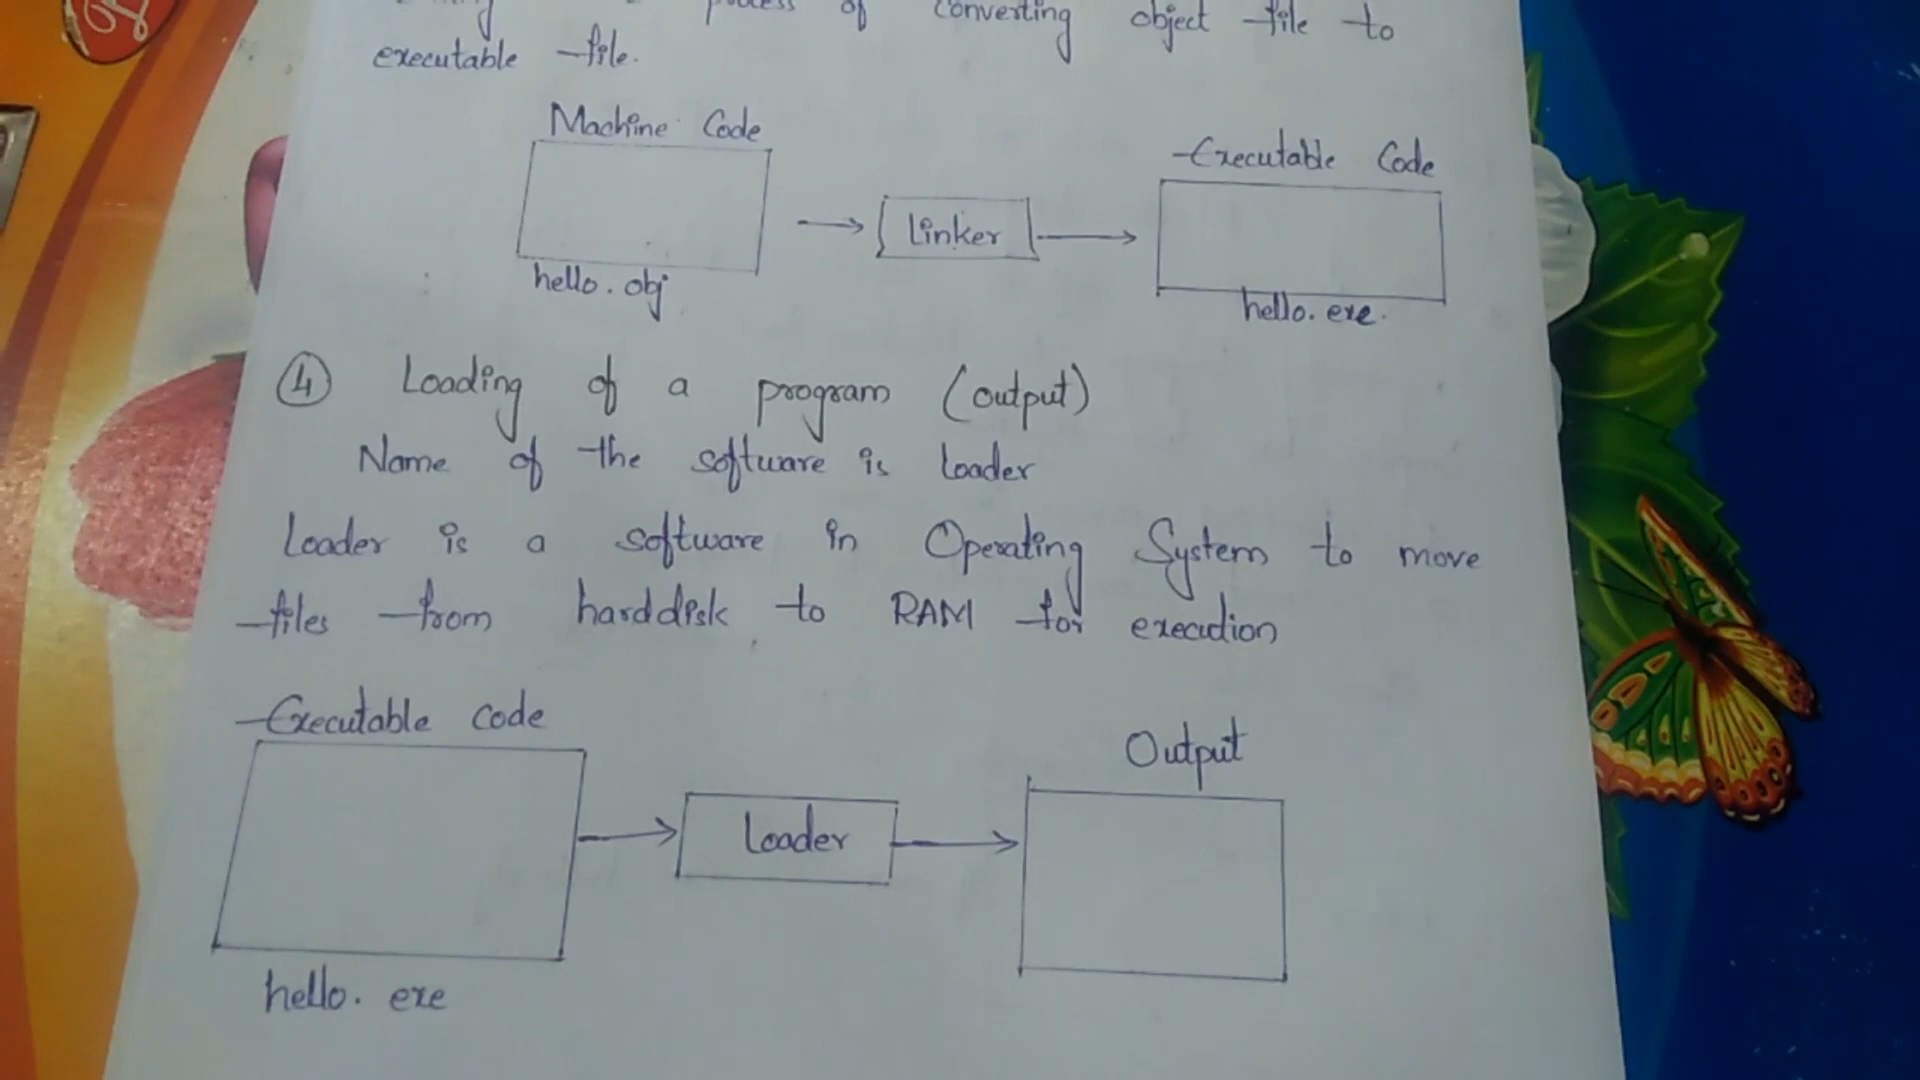 process of converting object file to
executable file.
Machine Code
Executable Code
Linker
hello.obj
hello.exe.
4 Loading of a program (output)
Name of the software is Loader
Loader is a software in Operating System to move
files from harddisk to RAM for execution
Executable code
Output
Loader
hello.exe